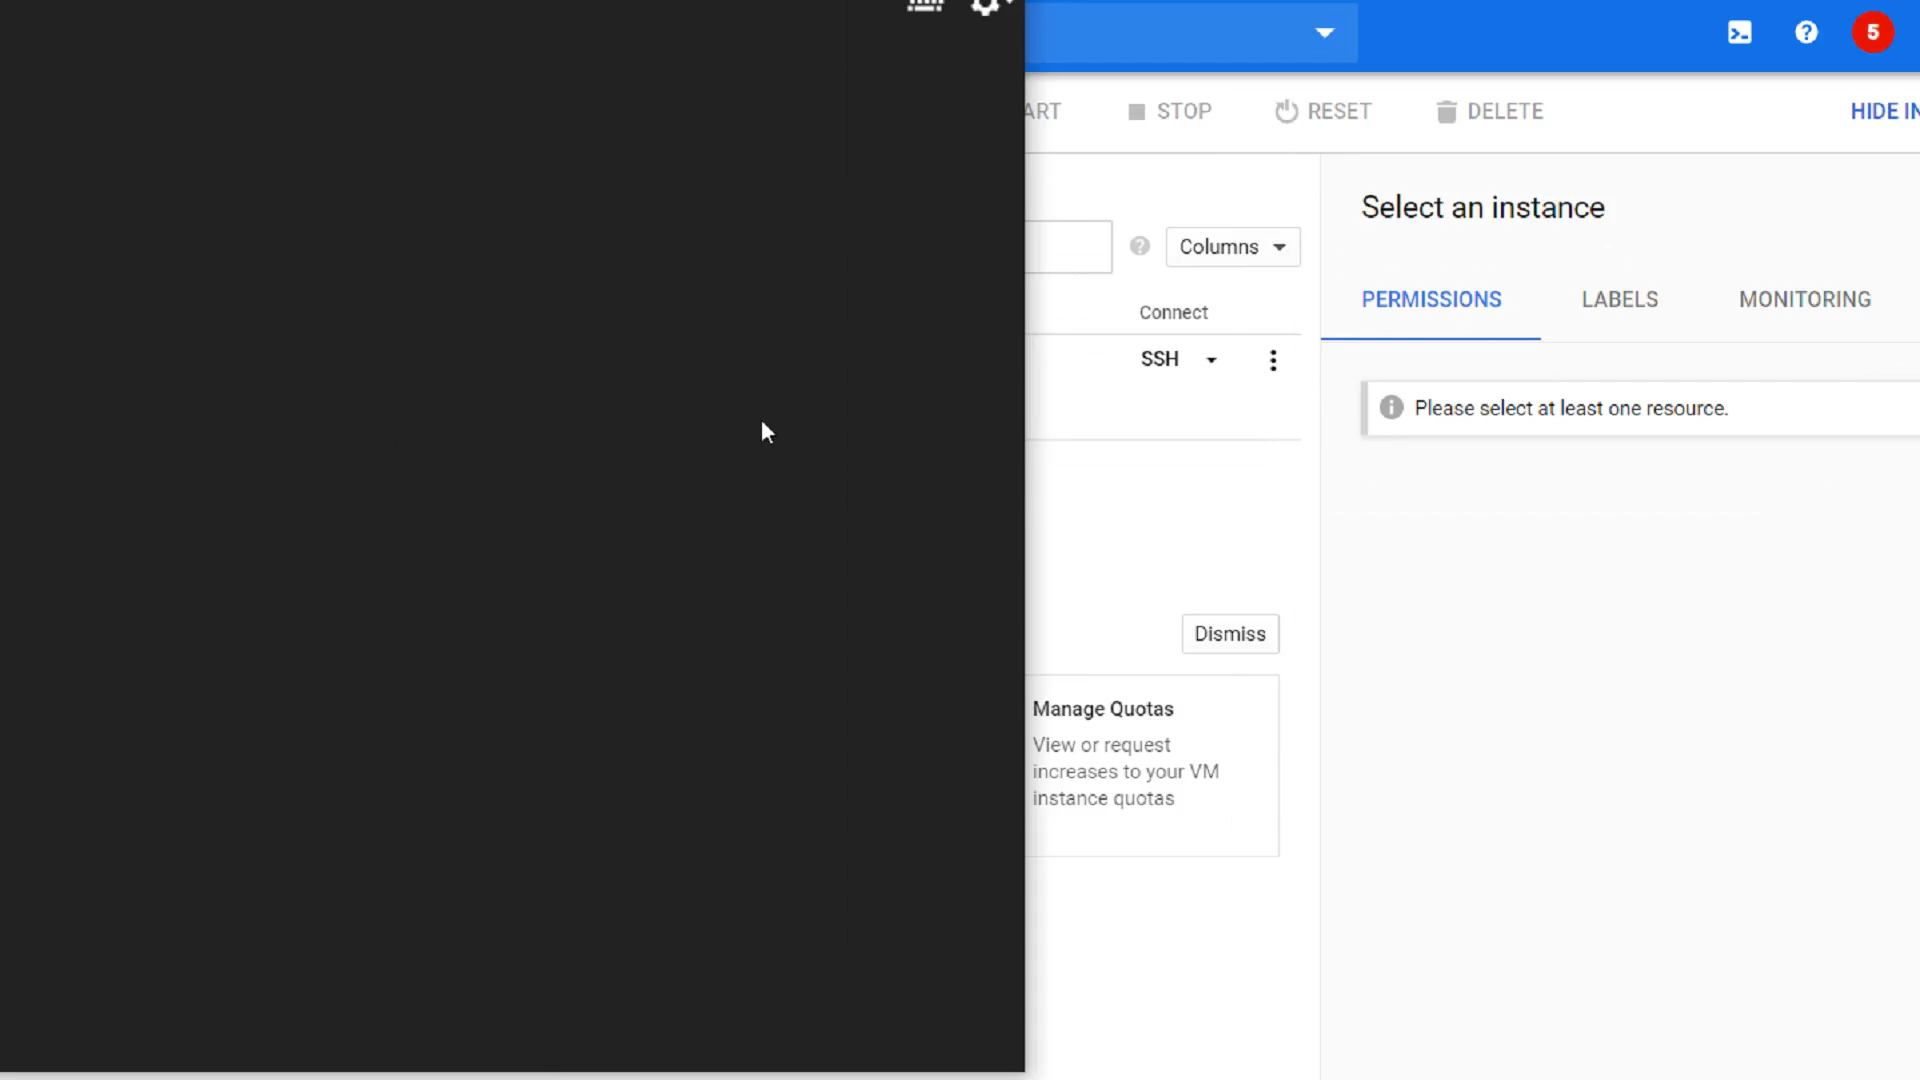 5
ART
STOP
RESET
DELETE
HIDE IN
Select an instance
Columns
PERMISSIONS
LABELS
MONITORING
Connect
SSH
Please select at least one resource.
Dismiss
Manage Quotas
View or request
increases to your VM
instance quotas